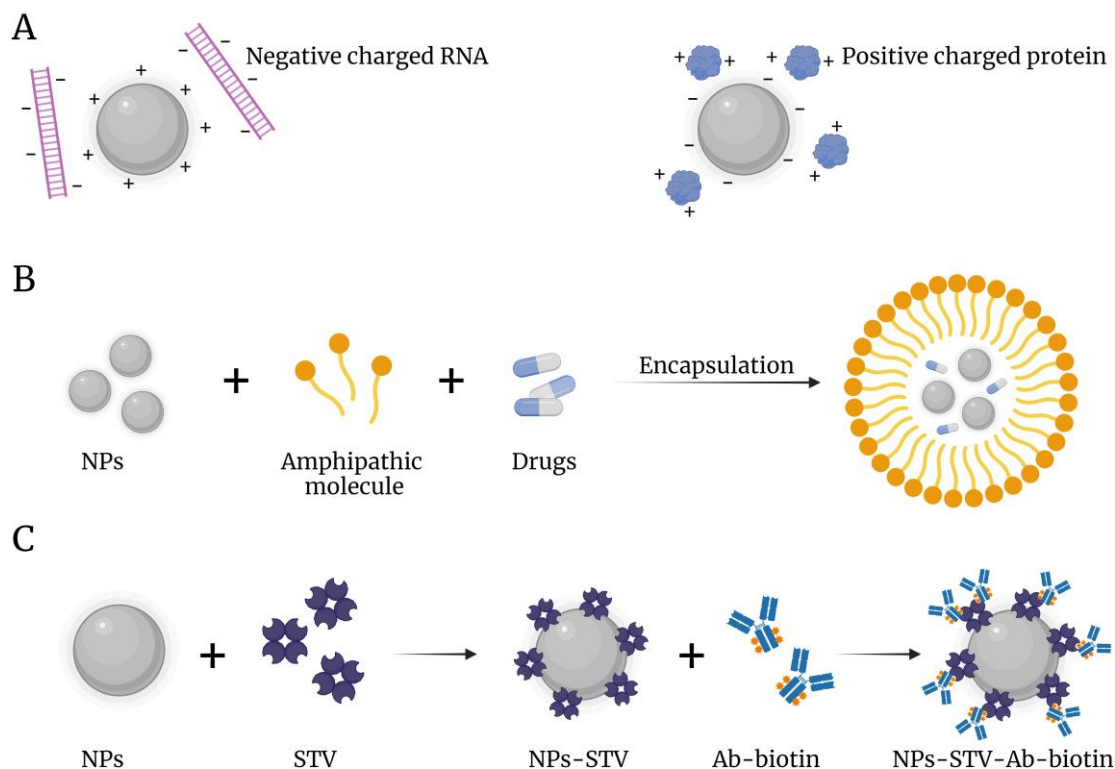 A
Negative charged RNA
Positive charged protein
B
Encapsulation
NPs
Amphipathic
molecule
Drugs
C
NPs
STV
NPs-STV
Ab-biotin
NPs-STV-Ab-biotin